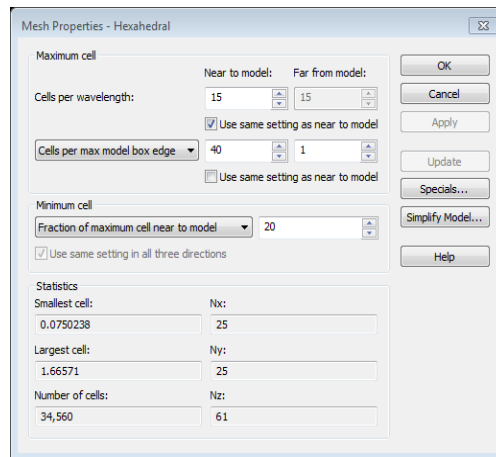 Mesh Properties - Hexahedral
Maximum cell
Near to model: Far from model:
Cells per wavelength: 15 15
Use same setting as near to model
Cells per max model box edge 40 1
Use same setting as near to model
Minimum cell
Fraction of maximum cell near to model 20
Use same setting in all three directions
Statistics
Smallest cell: Nx:
0.0750238 25
Largest cell: Ny:
1.66571 25
Number of cells: Nz:
34,560 61
OK
Cancel
Apply
Update
Specials...
Simplify Model...
Help